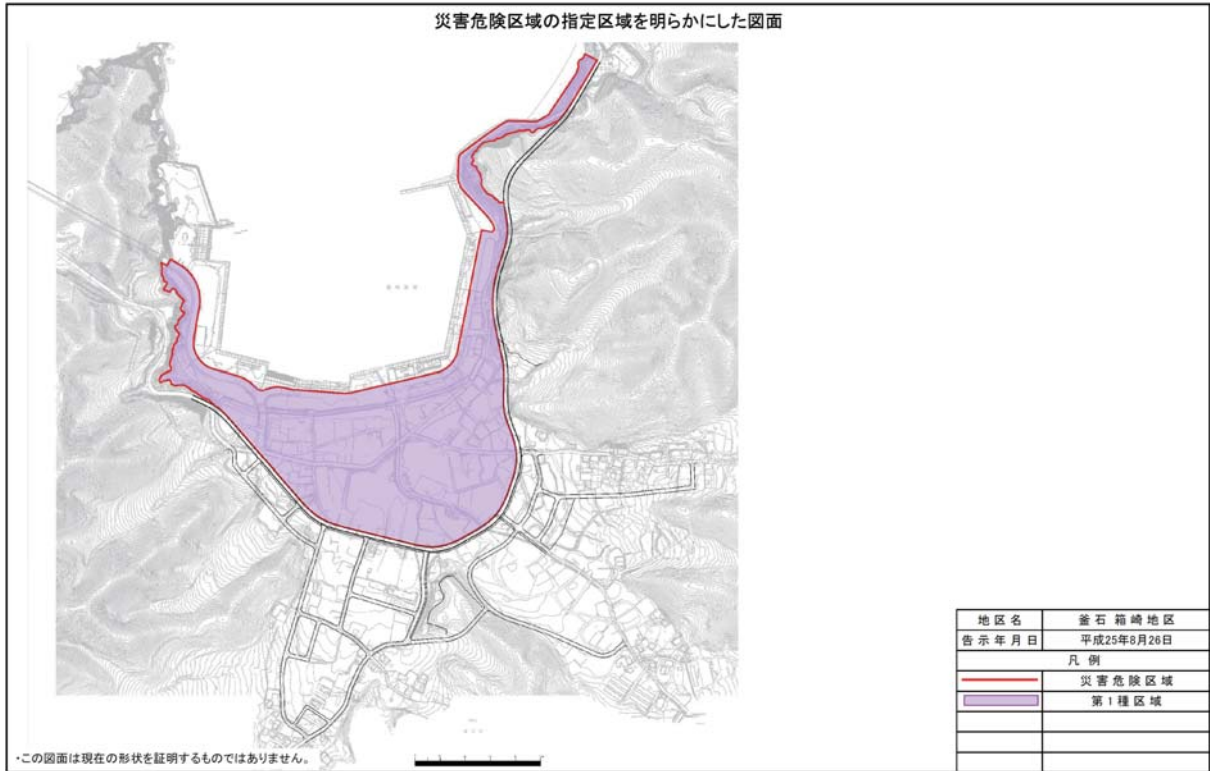 災害危険区域の指定区域を明らかにした図面
地区名 釜石 箱崎地区
告示年月日 平成25年8月26日
凡例
災害危険区域
第1種区域
・この図面は現在の形状を証明するものではありません。